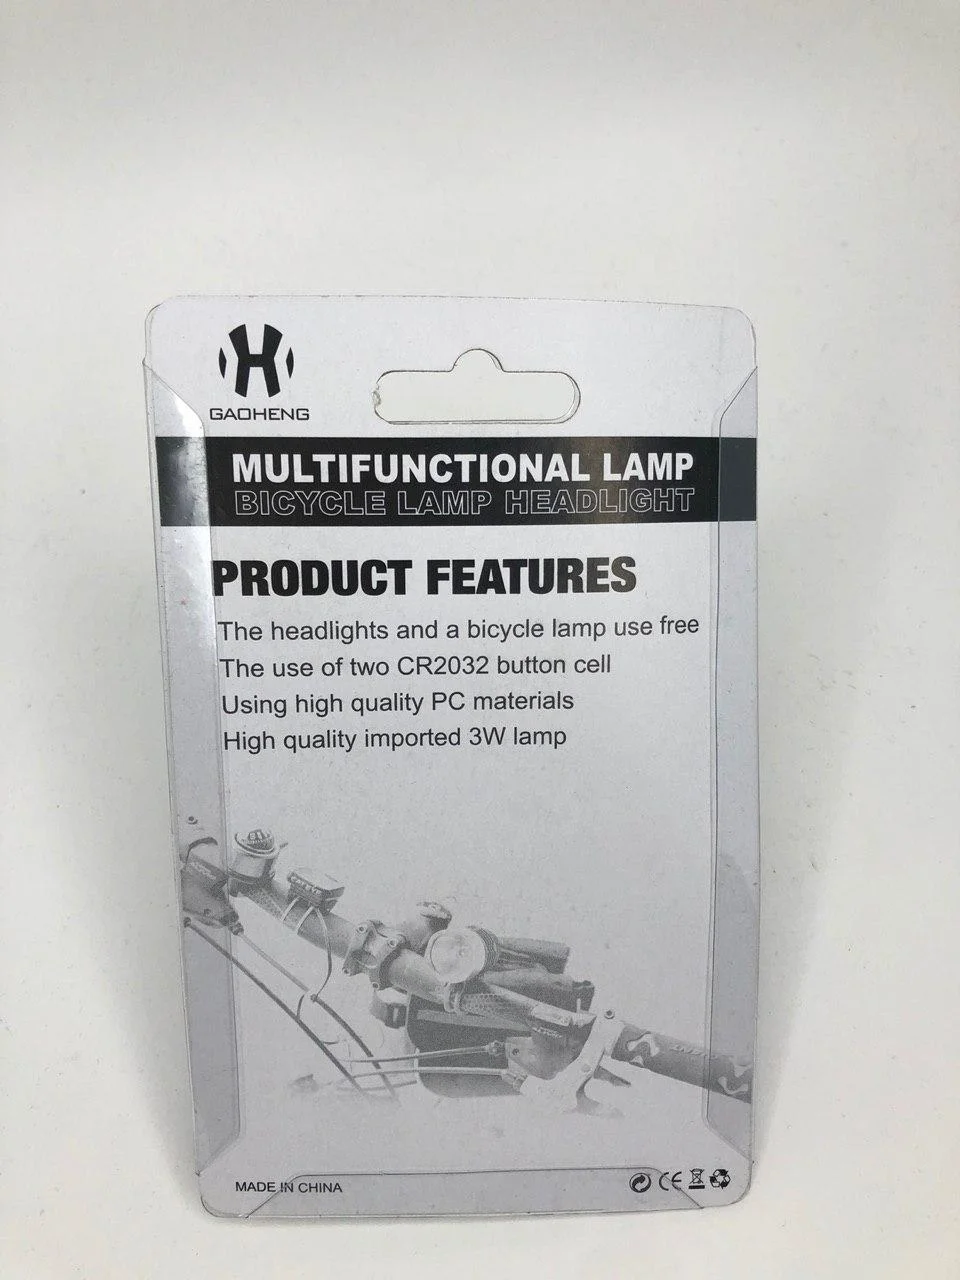 GAOHENG
MULTIFUNCTIONAL LAMP
BICYCLE LAMP HEADLIGHT
PRODUCT FEATURES
The headlights and a bicycle lamp use free
The use of two CR2032 button cell
Using high quality PC materials
High quality imported 3W lamp
MADE IN CHINA
CE